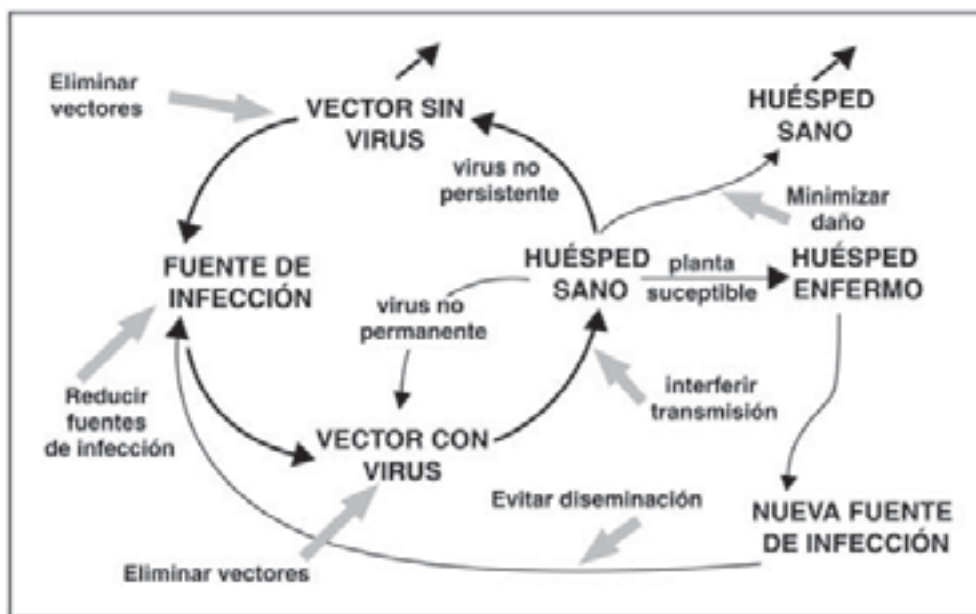 Eliminar
vectores
VECTOR SIN
VIRUS
HUÉSPED
SANO
virus no
persistente
Minimizar
daño
FUENTE DE
INFECCIÓN
HUÉSPED
SANO
planta
suceptible
HUÉSPED
ENFERMO
virus no
permanente
Reducir
fuentes
de infección
interferir
transmisión
VECTOR CON
VIRUS
Evitar diseminación
NUEVA FUENTE
DE INFECCIÓN
Eliminar vectores